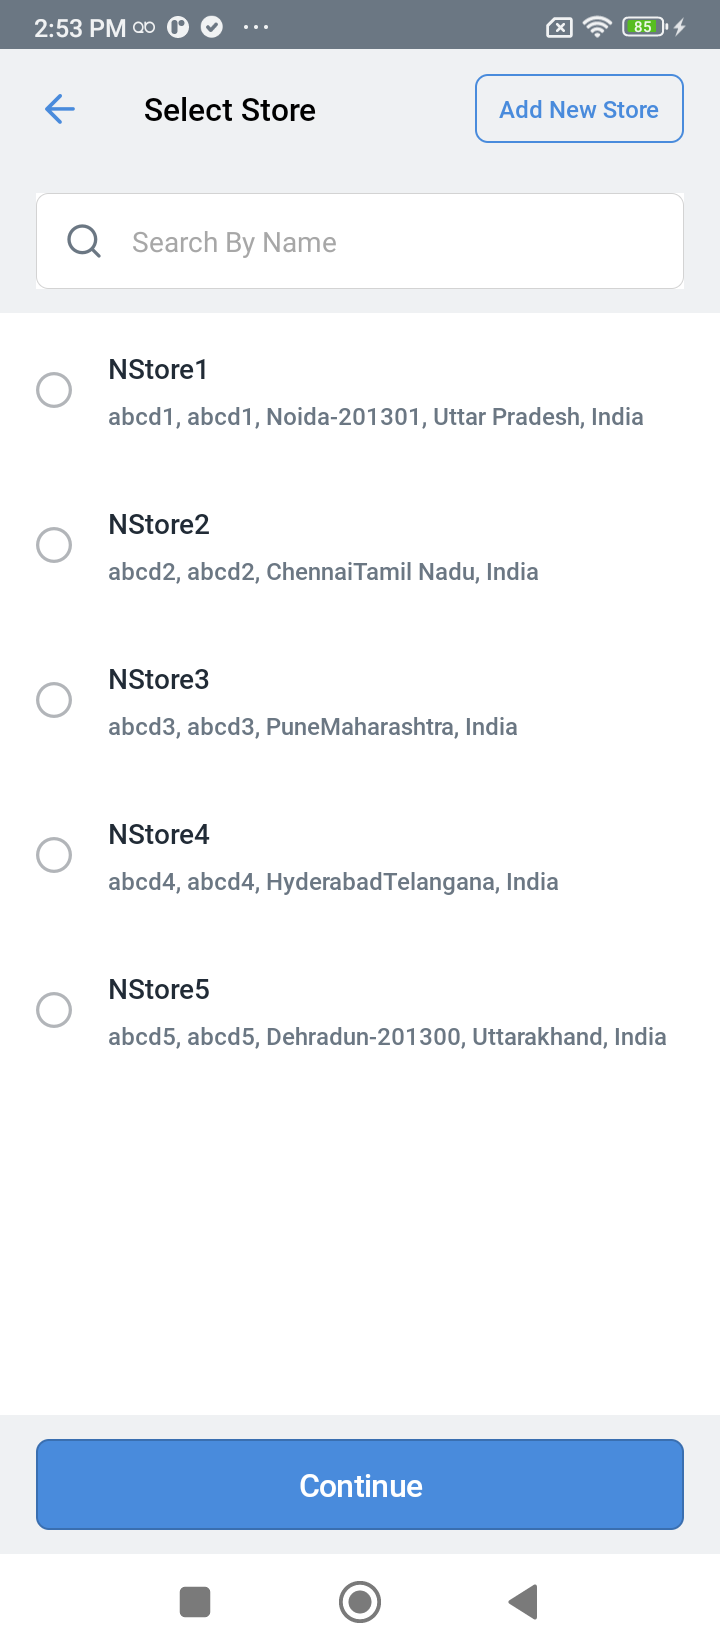 2:53 PM
85
Select Store
Add New Store
Search By Name
NStore1
abcd1, abcd1, Noida-201301, Uttar Pradesh, India
NStore2
abcd2, abcd2, ChennaiTamil Nadu, India
NStore3
abcd3, abcd3, PuneMaharashtra, India
NStore4
abcd4, abcd4, HyderabadTelangana, India
NStore5
abcd5, abcd5, Dehradun-201300, Uttarakhand, India
Continue